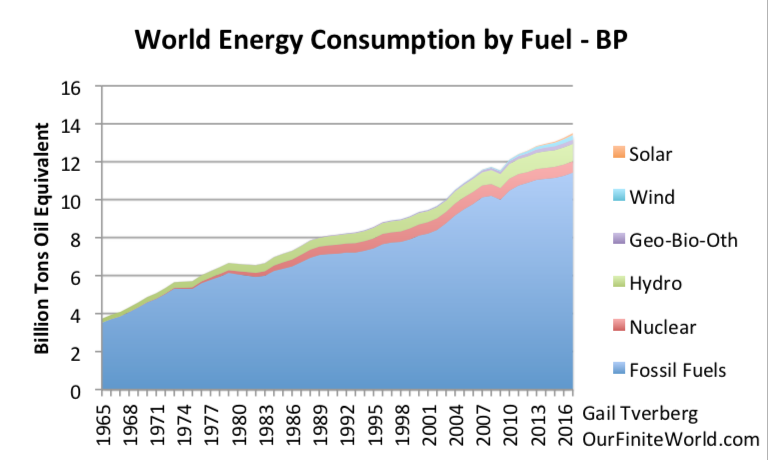 World Energy Consumption by Fuel - BP
Billion Tons Oil Equivalent
16
14
12
10
8
6
4
2
0
1965
1968
1971
1974
1977
1980
1983
1986
1989
1992
1995
1998
2001
2004
2007
2010
2013
2016
Solar
Wind
Geo-Bio-Oth
Hydro
Nuclear
Fossil Fuels
Gail Tverberg
OurFiniteWorld.com